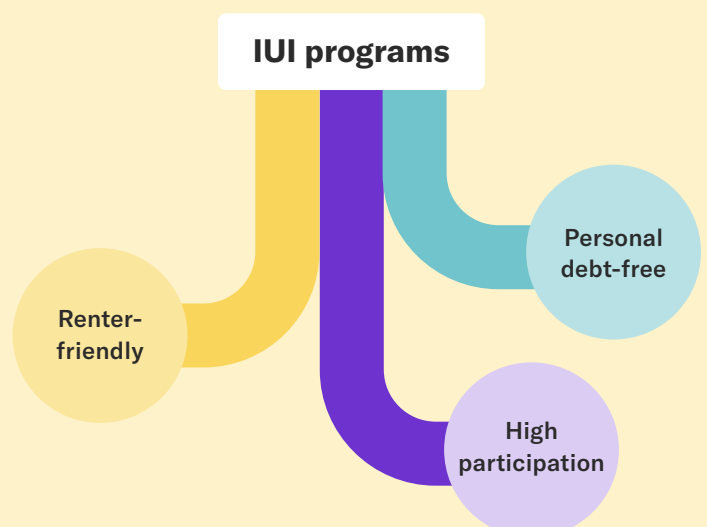 IUI programs
Personal
debt-free
Renter-
friendly
High
participation